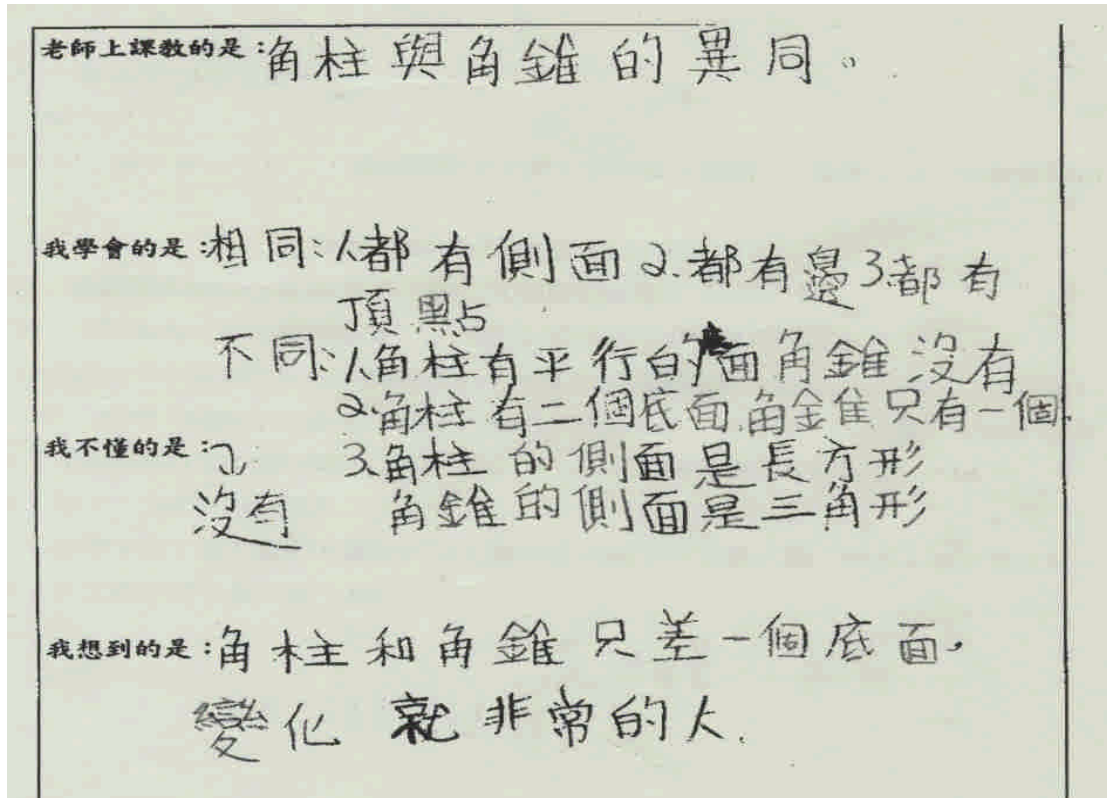 老師上課教的是：角柱與角錐的異同。
我學會的是：相同：1.都有側面2.都有邊3.都有
頂點
不同：1.角柱有平行的面角錐沒有
2.角柱有二個底面.角錐只有一個.
我不懂的是：
3.角柱的側面是長方形
沒有
角錐的側面是三角形
我想到的是：角柱和角錐只差一個底面，
變化就非常的大.